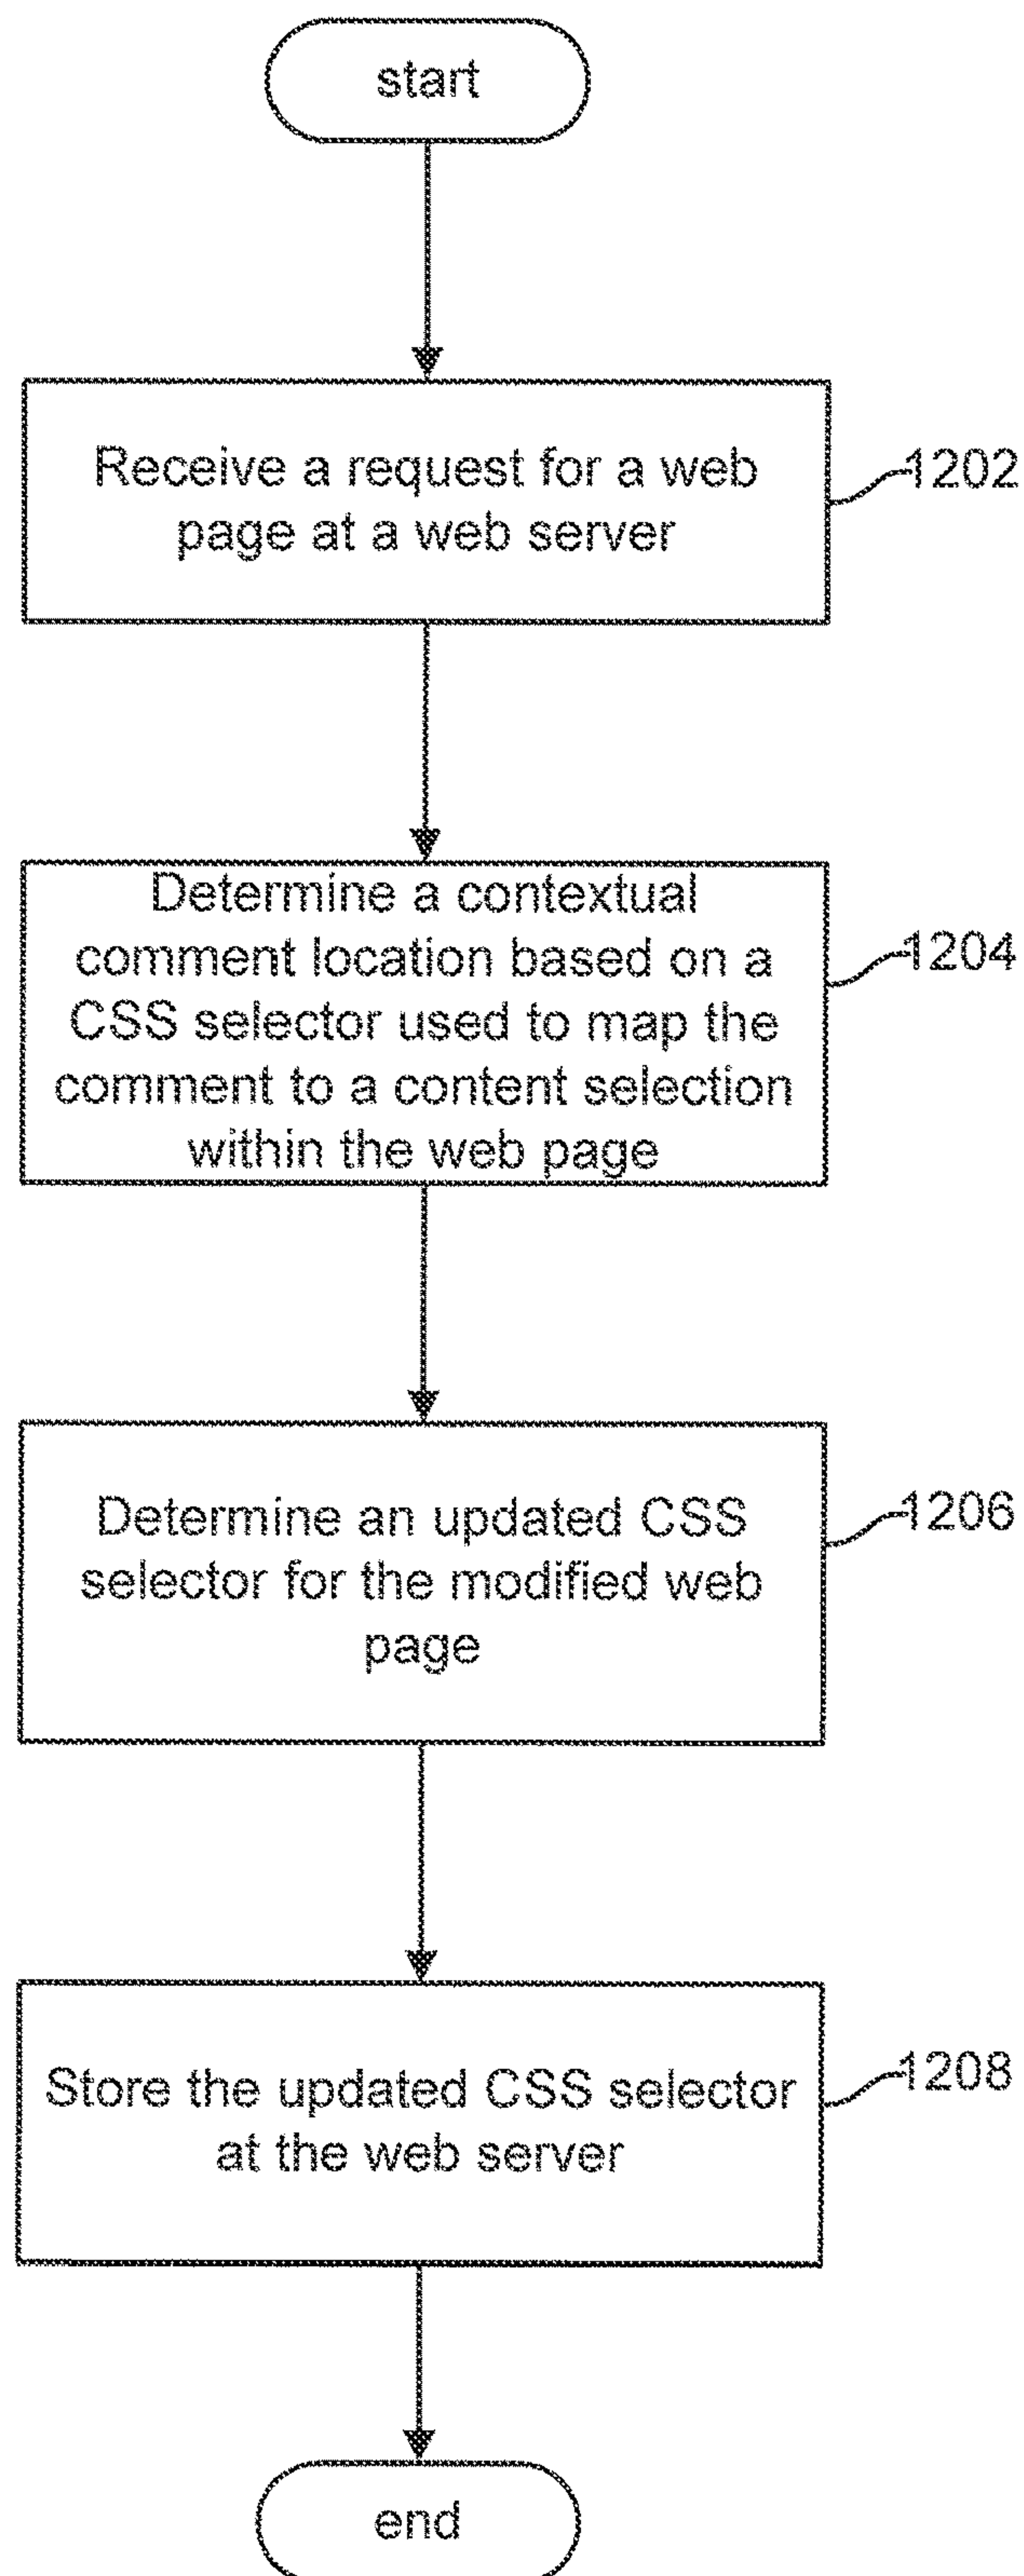 start
Receive a request for a web
page at a web server
1202
Determine a contextual
comment location based on a
CSS selector used to map the
comment to a content selection
within the web page
1204
Determine an updated CSS
selector for the modified web
page
1206
Store the updated CSS selector
at the web server
1208
end